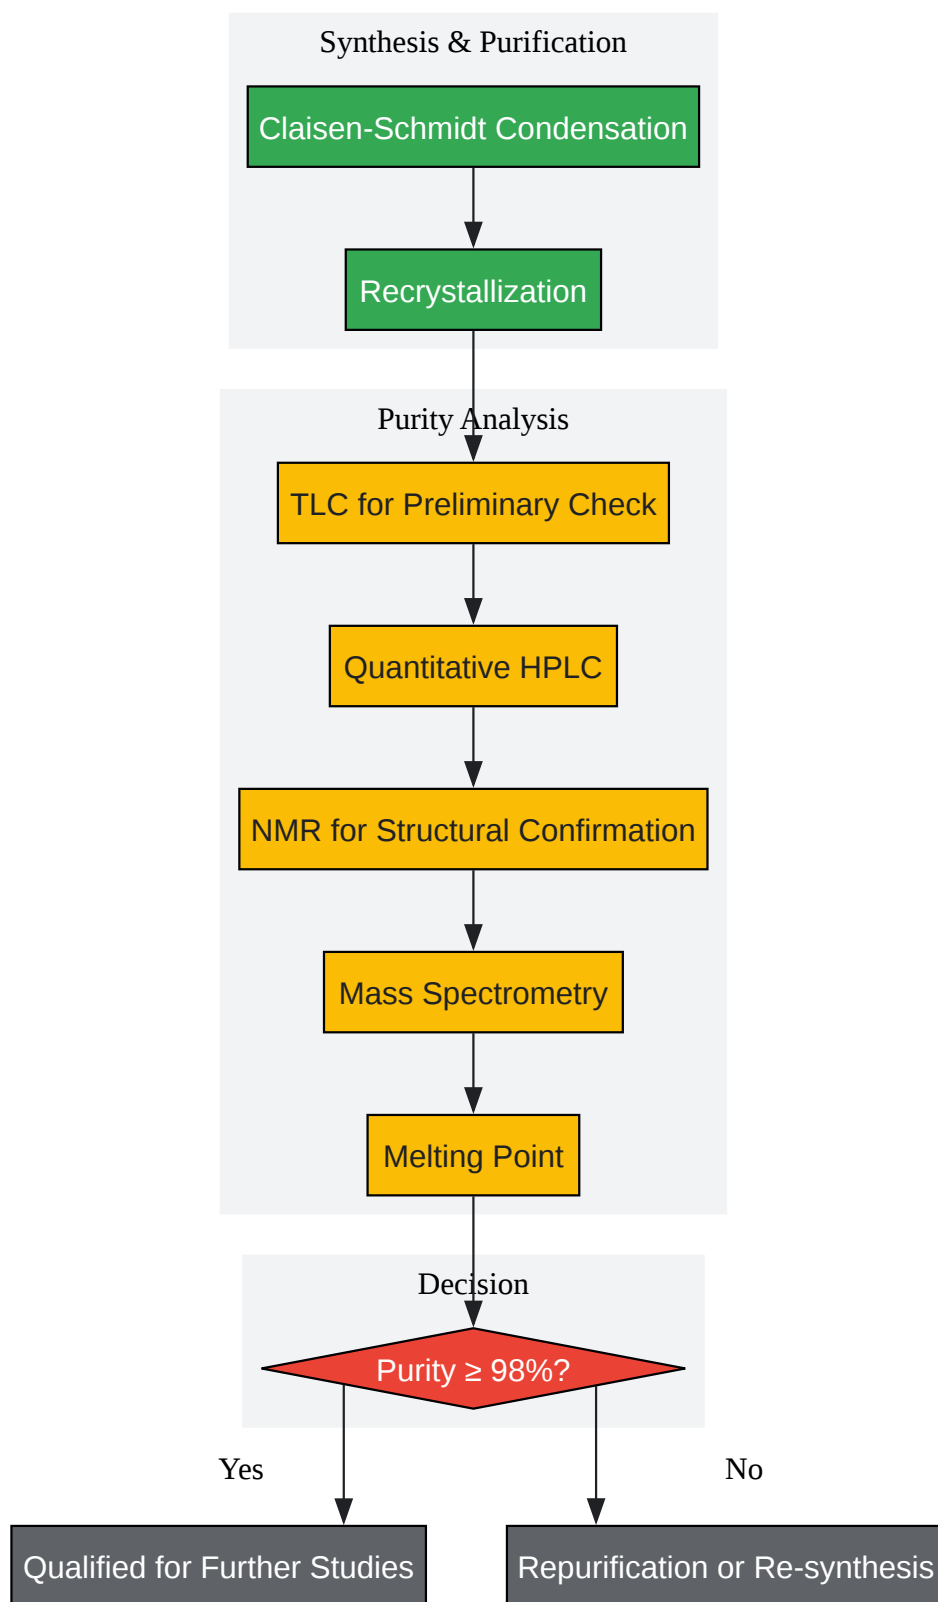 Synthesis & Purification
Claisen-Schmidt Condensation
Recrystallization
Purity Analysis
TLC for Preliminary Check
Quantitative HPLC
NMR for Structural Confirmation
Mass Spectrometry
Melting Point
Decision
Purity ≥ 98%?
Yes
No
Qualified for Further Studies
Repurification or Re-synthesis